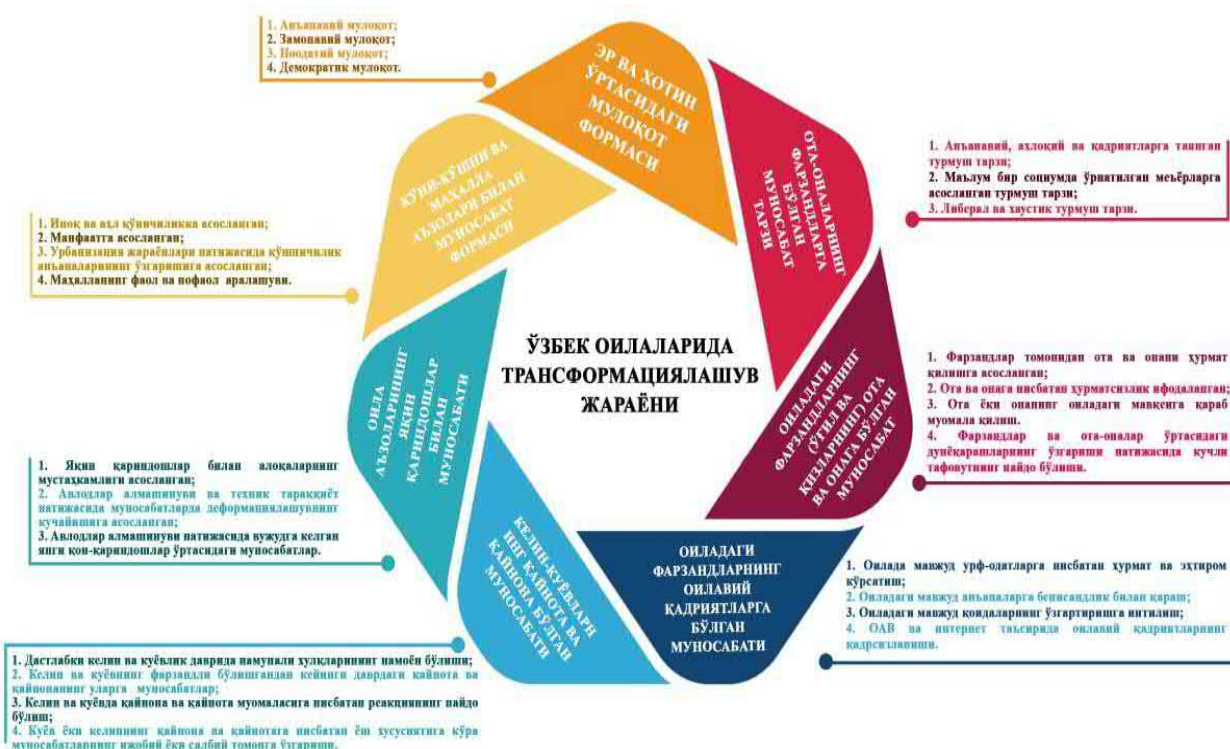 1. Анъанавий мулоқот;
2. Замонавий мулоқот;
3. Ноодатий мулоқот;
4. Демократик мулоқот.
ЭР ВА ХОТИН
ЎРТАСИДАГИ
МУЛОҚОТ
ФОРМАСИ
ОТА-ОНАЛАРНИНГ
ФАРЗАНДЛАРГА
БЎЛГАН
МУНОСАБАТ
ТАРЗИ
1. Анъанавий, ахлоқий ва қадриятларга таянган
турмуш тарзи;
2. Маълум бир социумда ўрнатилган меъёрларга
асосланган турмуш тарзи;
3. Либерал ва хаустик турмуш тарзи.
ҚЎНИ-ҚЎШНИ ВА
МАҲАЛЛА
АЪЗОЛАРИ БИЛАН
МУНОСАБАТ
ФОРМАСИ
1. Иноқ ва аҳл қўничиликка асосланган;
2. Манфаатга асосланган;
3. Урбанизация жараёнлари натижасида қўшничилик
анъаналарининг ўзгаришига асосланган;
4. Маҳалланинг фаол ва нофаол аралашуви.
ЎЗБЕК ОИЛАЛАРИДА
ТРАНСФОРМАЦИЯЛАШУВ
ЖАРАЁНИ
ОИЛАДАГИ
ФАРЗАНДЛАРНИНГ
(ЎҒИЛ ВА
ҚИЗЛАРНИНГ) ОТА
ВА ОНАГА БЎЛГАН
МУНОСАБАТ
1. Фарзандлар томонидан ота ва онани ҳурмат
қилишга асосланган;
2. Ота ва онага нисбатан ҳурматсизлик ифодаланган;
3. Ота ёки онанинг оиладаги мавқеига қараб
муомала қилиш.
4. Фарзандлар ва ота-оналар ўртасидаги
дунёқарашларнинг ўзгариши натижасида кучли
тафовутнинг пайдо бўлиши.
ОИЛА
АЪЗОЛАРИНИНГ
ЯҚИН
ҚАРИНДОШЛАР
БИЛАН
МУНОСАБАТИ
1. Яқин қариндошлар билан алоқаларнинг
мустаҳкамлиги асосланган;
2. Авлодлар алмашинуви ва техник тараққиёт
натижасида муносабатларда деформациялашувнинг
кучайишига асосланган;
3. Авлодлар алмашинуви натижасида вужудга келган
янги қон-қариндошлар ўртасидаги муносабатлар.
КЕЛИН-КУЁВЛАРН
ИНГ ҚАЙНОТА ВА
ҚАЙНОНА БЎЛГАН
МУНОСАБАТИ
ОИЛАДАГИ
ФАРЗАНДЛАРНИНГ
ОИЛАВИЙ
ҚАДРИЯТЛАРГА
БЎЛГАН
МУНОСАБАТИ
1. Оилада мавжуд урф-одатларга нисбатан ҳурмат ва эҳтиром
кўрсатиш;
2. Оиладаги мавжуд анъаналарга беписандлик билан қараш;
3. Оиладаги мавжуд қоидаларнинг ўзгартиришга интилиш;
4. ОАВ ва интернет таъсирида оилавий қадриятларнинг
қадрсизланиши.
1. Дастлабки келин ва куёвлик даврида намунали хулқларининг намоён бўлиши;
2. Келин ва куёвнинг фарзандли бўлишгандан кейинги даврдаги қайнота ва
қайнонанинг уларга муносабатлар;
3. Келин ва куёвда қайнона ва қайнота муомаласига нисбатан реакциянинг пайдо
бўлиш;
4. Куёв ёки келиннинг қайнона ва қайнотага нисбатан ёш хусусиятига кўра
муносабатларнинг ижобий ёки салбий томонга ўзгариши.